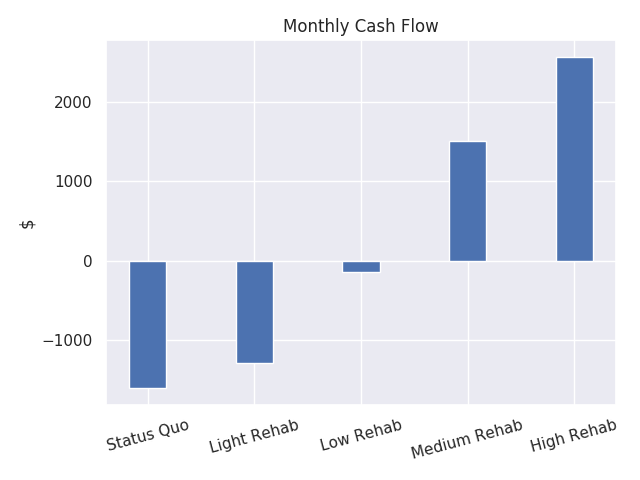 Monthly Cash Flow
2000
1000
0
−1000
$
Status Quo
Light Rehab
Low Rehab
Medium Rehab
High Rehab